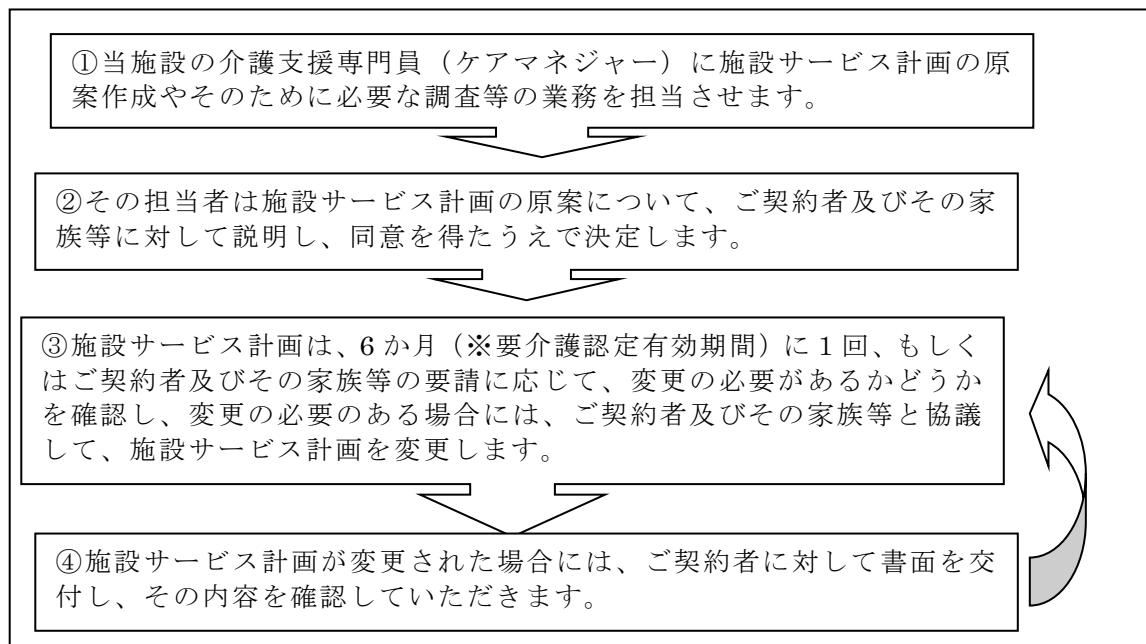 ①当施設の介護支援専門員（ケアマネジャー）に施設サービス計画の原
案作成やそのために必要な調査等の業務を担当させます。
②その担当者は施設サービス計画の原案について、ご契約者及びその家
族等に対して説明し、同意を得たうえで決定します。
③施設サービス計画は、6 か月（※要介護認定有効期間）に 1 回、もしく
はご契約者及びその家族等の要請に応じて、変更の必要があるかどうか
を確認し、変更の必要のある場合には、ご契約者及びその家族等と協議
して、施設サービス計画を変更します。
④施設サービス計画が変更された場合には、ご契約者に対して書面を交
付し、その内容を確認していただきます。